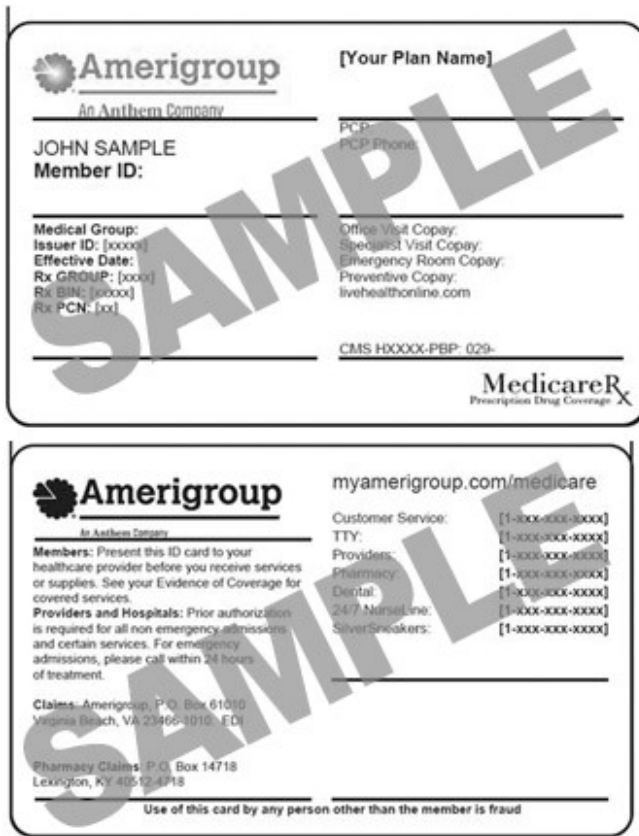 Amerigroup
An Anthem Company
[Your Plan Name]
JOHN SAMPLE
Member ID:
PCP:
PCP Phone:
Medical Group:
Issuer ID: [xxxxx]
Effective Date:
Rx GROUP: [xxxx]
Rx BIN: [xxxxx]
Rx PCN: [xx]
Office Visit Copay:
Specialist Visit Copay:
Emergency Room Copay:
Preventive Copay:
livehealthonline.com
CMS HXXXX-PBP: 029-
MedicareRx
Prescription Drug Coverage
SAMPLE
Amerigroup
An Anthem Company
Members: Present this ID card to your
healthcare provider before you receive services
or supplies. See your Evidence of Coverage for
covered services.
Providers and Hospitals: Prior authorization
is required for all non emergency admissions
and certain services. For emergency
admissions, please call within 24 hours
of treatment.
Claims: Amerigroup, P.O. Box 61010
Virginia Beach, VA 23466-1010. EDI
Pharmacy Claims: P.O. Box 14718
Lexington, KY 40512-4718
myamerigroup.com/medicare
Customer Service: [1-xxx-xxx-xxxx]
TTY: [1-xxx-xxx-xxxx]
Providers: [1-xxx-xxx-xxxx]
Pharmacy: [1-xxx-xxx-xxxx]
Dental: [1-xxx-xxx-xxxx]
24/7 NurseLine: [1-xxx-xxx-xxxx]
SilverSneakers: [1-xxx-xxx-xxxx]
SAMPLE
Use of this card by any person other than the member is fraud